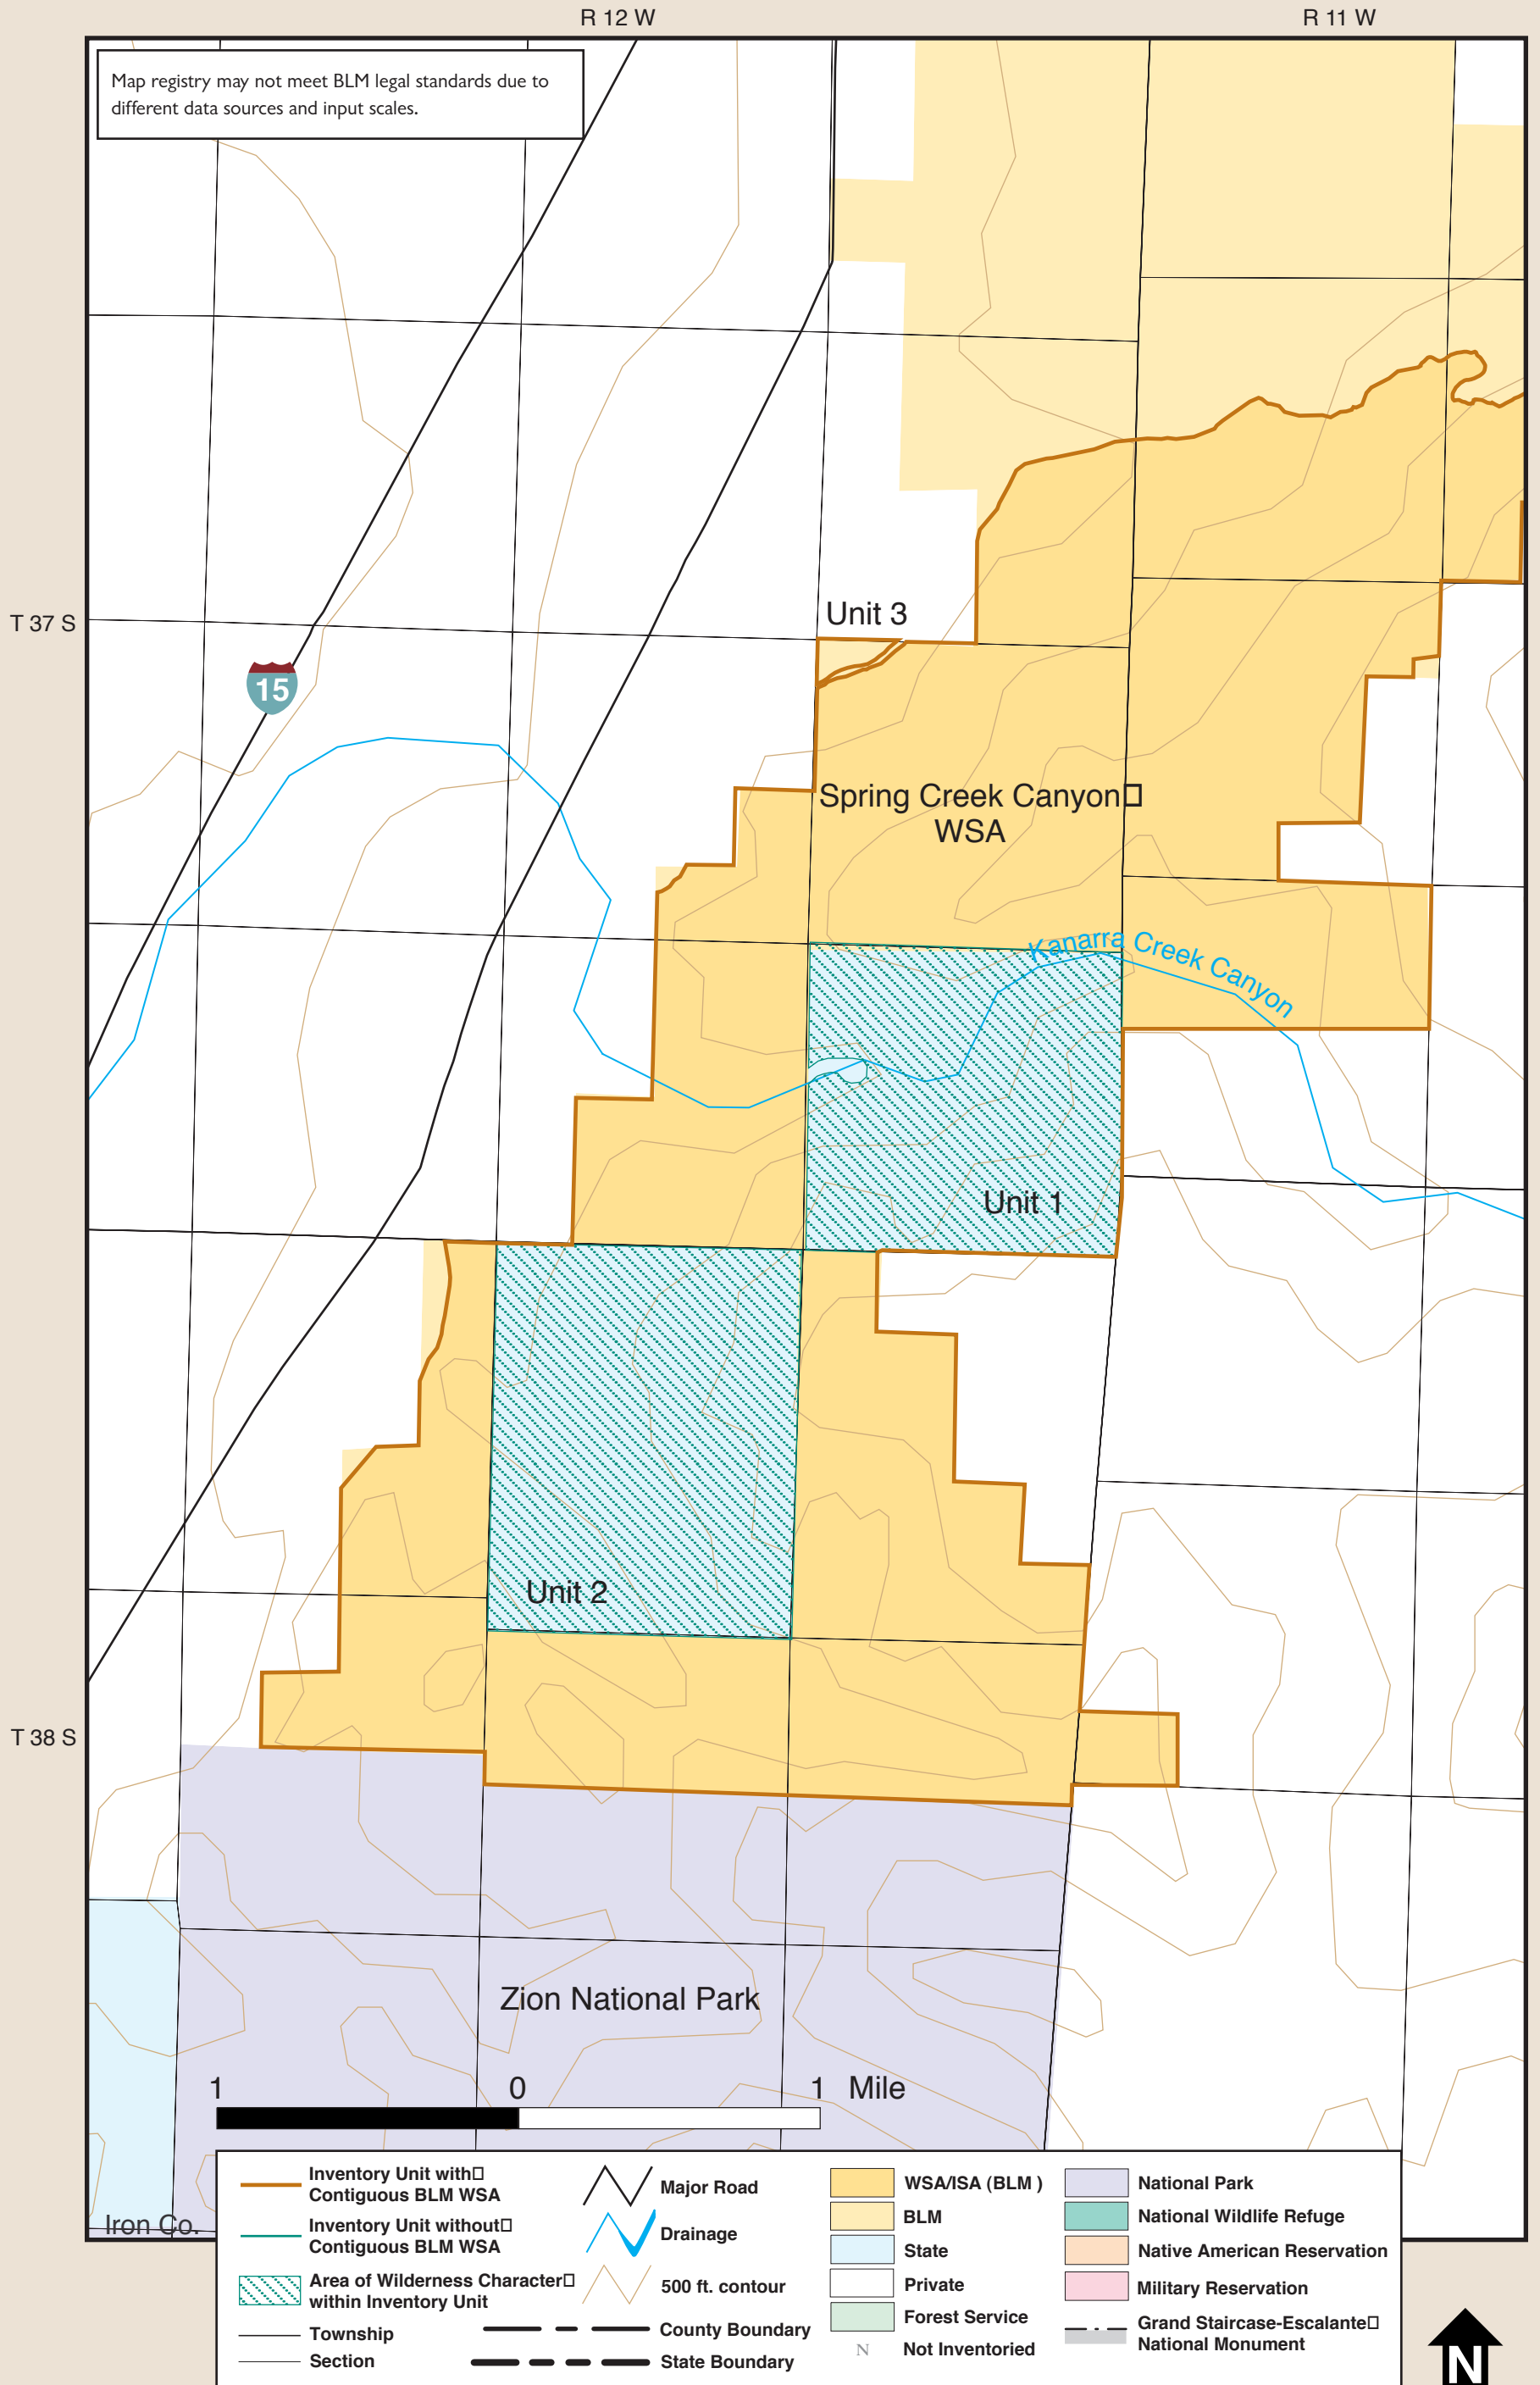 R 12 W
R 11 W
Map registry may not meet BLM legal standards due to
different data sources and input scales.
Unit 3
T 37 S
15
Spring Creek Canyon
WSA
Kanarra Creek Canyon
Unit 1
Unit 2
T 38 S
Zion National Park
1 0 1 Mile
Iron Co.
Inventory Unit with
Contiguous BLM WSA
Inventory Unit without
Contiguous BLM WSA
Area of Wilderness Character
within Inventory Unit
Township
Section
Major Road
Drainage
500 ft. contour
County Boundary
State Boundary
WSA/ISA (BLM )
BLM
State
Private
Forest Service
N Not Inventoried
National Park
National Wildlife Refuge
Native American Reservation
Military Reservation
Grand Staircase-Escalante
National Monument
N